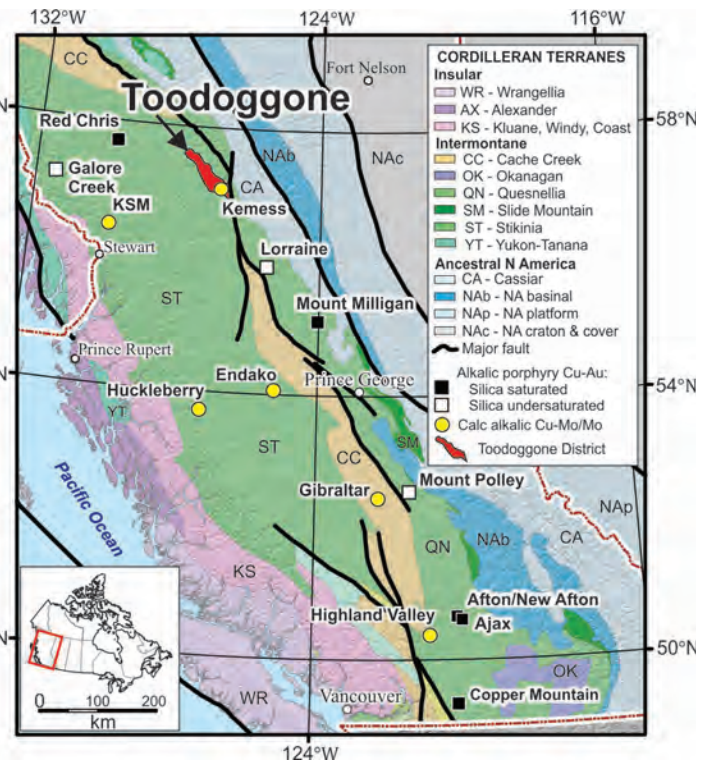 132°W
124°W
116°W
CC
Fort Nelson
Toodoggone
58°N
Red Chris
NAb
NAc
Galore
Creek
CA
KSM
Kemess
Stewart
Lorraine
ST
Mount Milligan
Prince Rupert
Endako
Prince George
54°N
Huckleberry
YT
SM
ST
CC
Mount Polley
Pacific Ocean
Gibraltar
NAp
QN
NAb
CA
KS
Afton/New Afton
Highland Valley
Ajax
50°N
OK
WR
Vancouver
Copper Mountain
124°W
CORDILLERAN TERRANES
Insular
WR - Wrangellia
AX - Alexander
KS - Kluane, Windy, Coast
Intermontane
CC - Cache Creek
OK - Okanagan
QN - Quesnellia
SM - Slide Mountain
ST - Stikinia
YT - Yukon-Tanana
Ancestral N America
CA - Cassiar
NAb - NA basinal
NAp - NA platform
NAc - NA craton & cover
Major fault
Alkalic porphyry Cu-Au:
Silica saturated
Silica undersaturated
Calc alkalic Cu-Mo/Mo
Toodoggone District
0 100 200
km